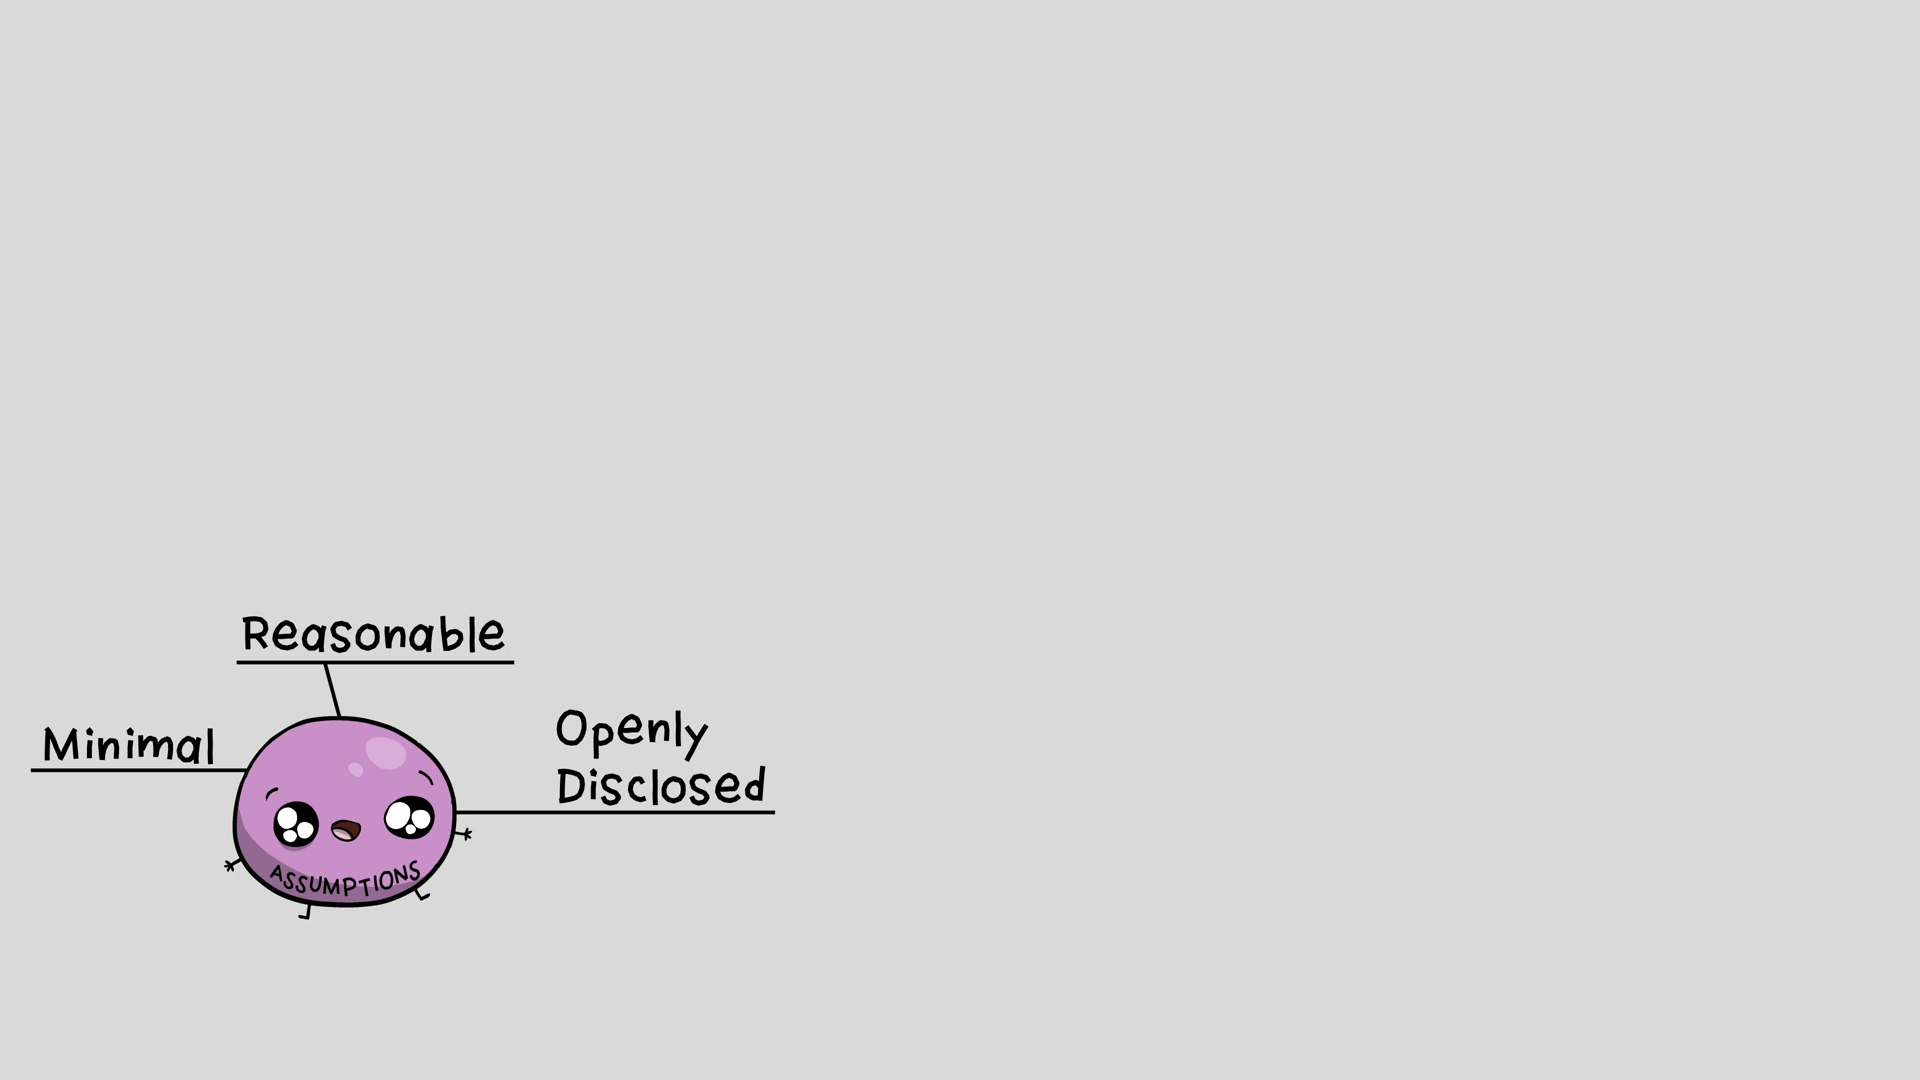 Reasonable
Minimal
Openly
Disclosed
ASSUMPTIONS